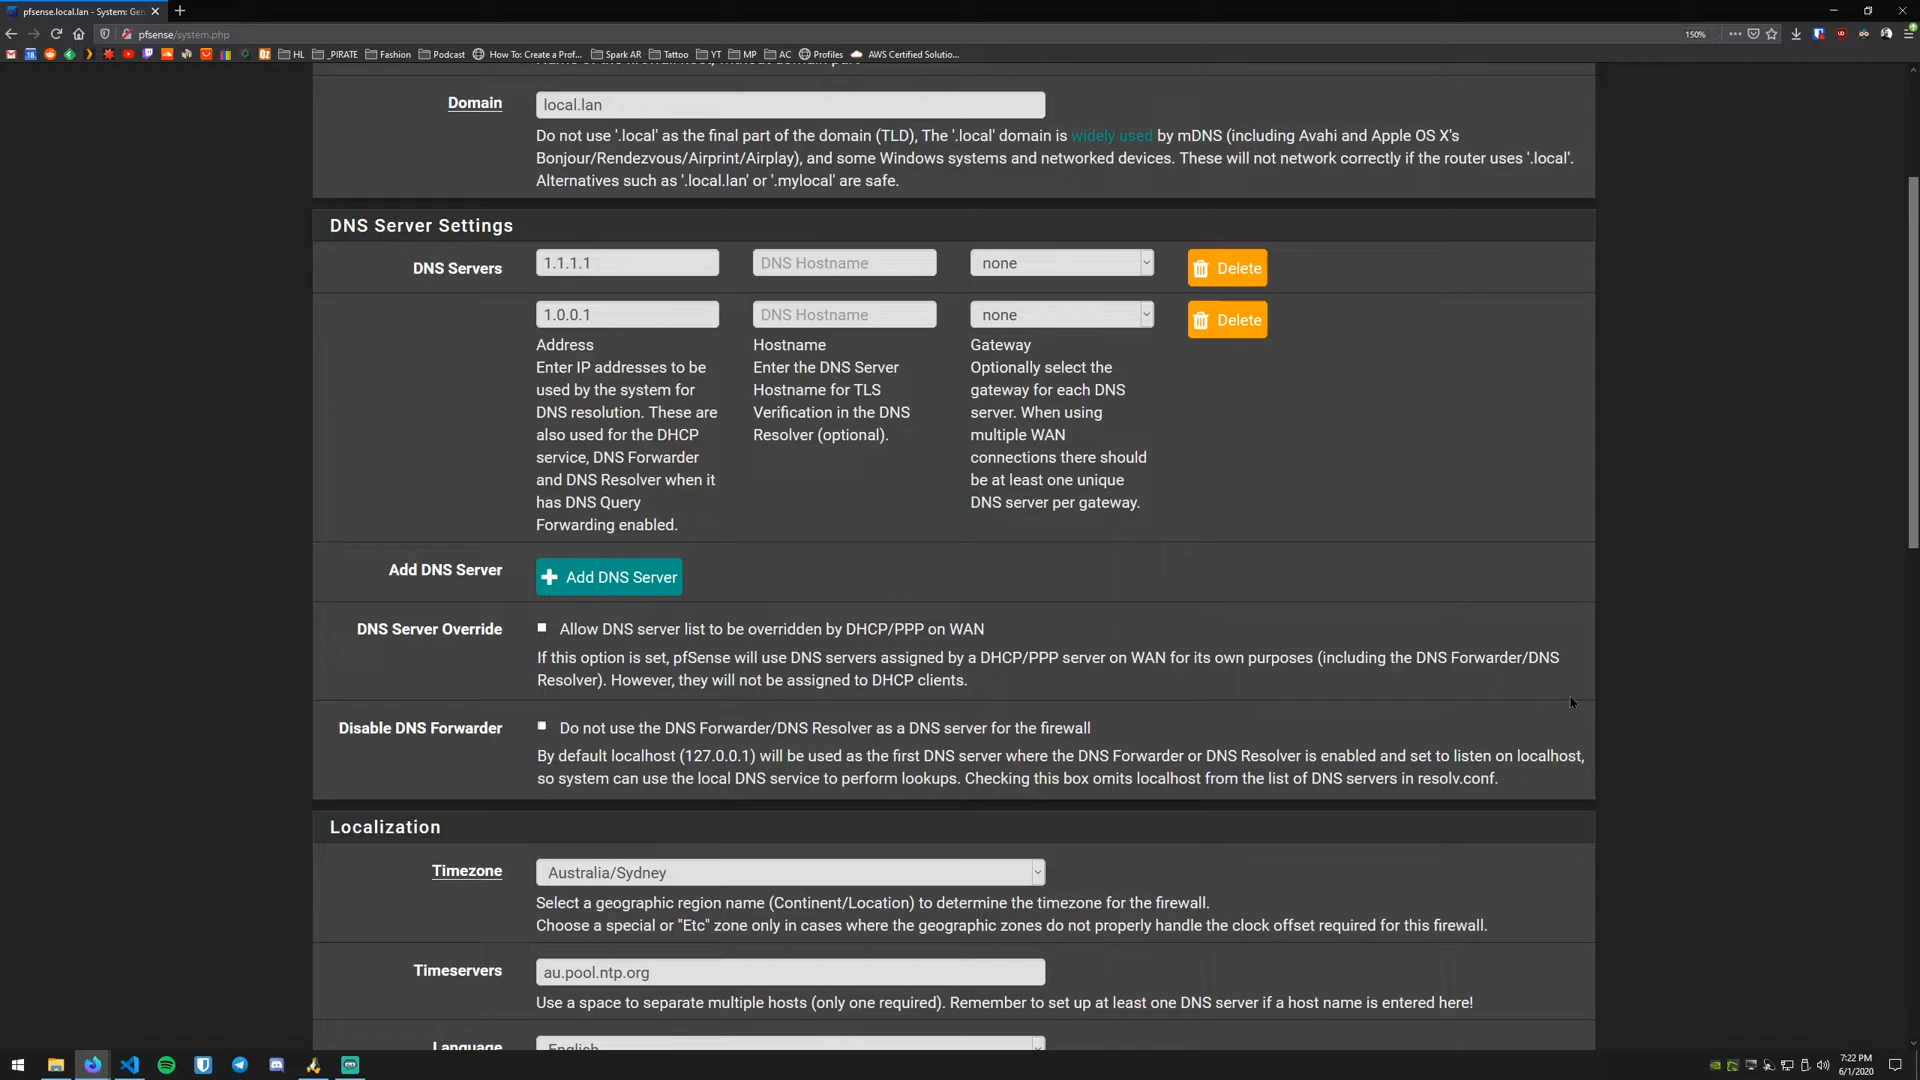 pfsense.local.lan - System: Gen
pfsense/system.php
150%
HL
_PIRATE
Fashion
Podcast
How To: Create a Prof...
Spark AR
Tattoo
YT
MP
AC
Profiles
AWS Certified Solutio...
Domain
local.lan
Do not use '.local' as the final part of the domain (TLD), The '.local' domain is widely used by mDNS (including Avahi and Apple OS X's
Bonjour/Rendezvous/Airprint/Airplay), and some Windows systems and networked devices. These will not network correctly if the router uses '.local'.
Alternatives such as '.local.lan' or '.mylocal' are safe.
DNS Server Settings
DNS Servers
1.1.1.1
DNS Hostname
none
Delete
1.0.0.1
DNS Hostname
none
Delete
Address
Enter IP addresses to be
used by the system for
DNS resolution. These are
also used for the DHCP
service, DNS Forwarder
and DNS Resolver when it
has DNS Query
Forwarding enabled.
Hostname
Enter the DNS Server
Hostname for TLS
Verification in the DNS
Resolver (optional).
Gateway
Optionally select the
gateway for each DNS
server. When using
multiple WAN
connections there should
be at least one unique
DNS server per gateway.
Add DNS Server
Add DNS Server
DNS Server Override
Allow DNS server list to be overridden by DHCP/PPP on WAN
If this option is set, pfSense will use DNS servers assigned by a DHCP/PPP server on WAN for its own purposes (including the DNS Forwarder/DNS
Resolver). However, they will not be assigned to DHCP clients.
Disable DNS Forwarder
Do not use the DNS Forwarder/DNS Resolver as a DNS server for the firewall
By default localhost (127.0.0.1) will be used as the first DNS server where the DNS Forwarder or DNS Resolver is enabled and set to listen on localhost,
so system can use the local DNS service to perform lookups. Checking this box omits localhost from the list of DNS servers in resolv.conf.
Localization
Timezone
Australia/Sydney
Select a geographic region name (Continent/Location) to determine the timezone for the firewall.
Choose a special or "Etc" zone only in cases where the geographic zones do not properly handle the clock offset required for this firewall.
Timeservers
au.pool.ntp.org
Use a space to separate multiple hosts (only one required). Remember to set up at least one DNS server if a host name is entered here!
Language
English
7:22 PM
6/1/2020